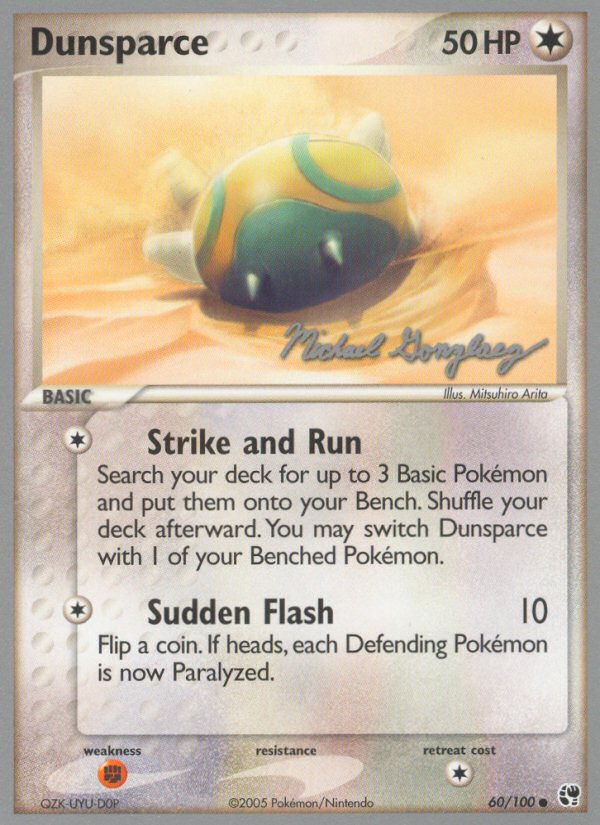 Dunsparce 50 HP
Michael Gonzalez
BASIC Illus. Mitsuhiro Arita
Strike and Run
Search your deck for up to 3 Basic Pokémon
and put them onto your Bench. Shuffle your
deck afterward. You may switch Dunsparce
with 1 of your Benched Pokémon.
Sudden Flash 10
Flip a coin. If heads, each Defending Pokémon
is now Paralyzed.
weakness resistance retreat cost
QZK-UYU-D0P ©2005 Pokémon/Nintendo 60/100